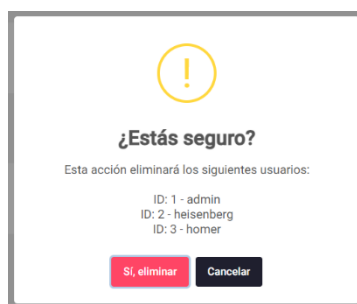 !
¿Estás seguro?
Esta acción eliminará los siguientes usuarios:
ID: 1 - admin
ID: 2 - heisenberg
ID: 3 - homer
Sí, eliminar Cancelar